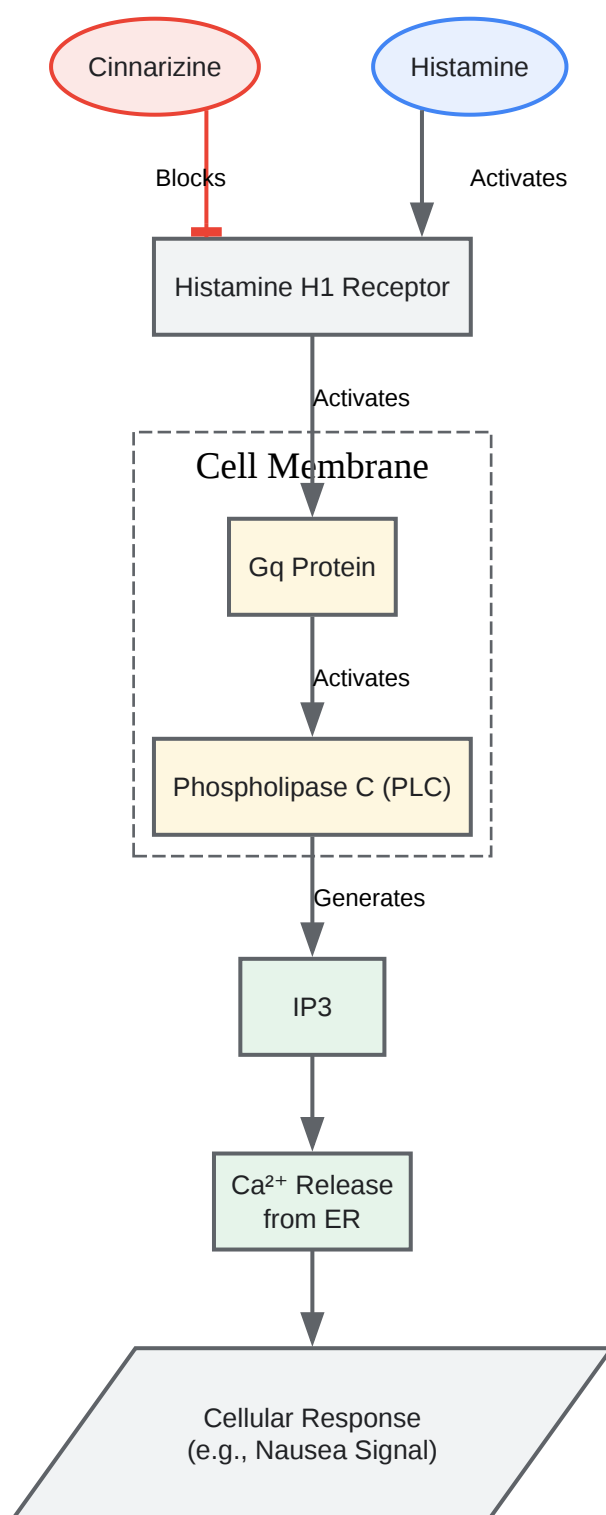 Cinnarizine
Histamine
Blocks
Activates
Histamine H1 Receptor
Activates
Cell Membrane
Gq Protein
Activates
Phospholipase C (PLC)
Generates
IP3
Ca²⁺ Release
from ER
Cellular Response
(e.g., Nausea Signal)